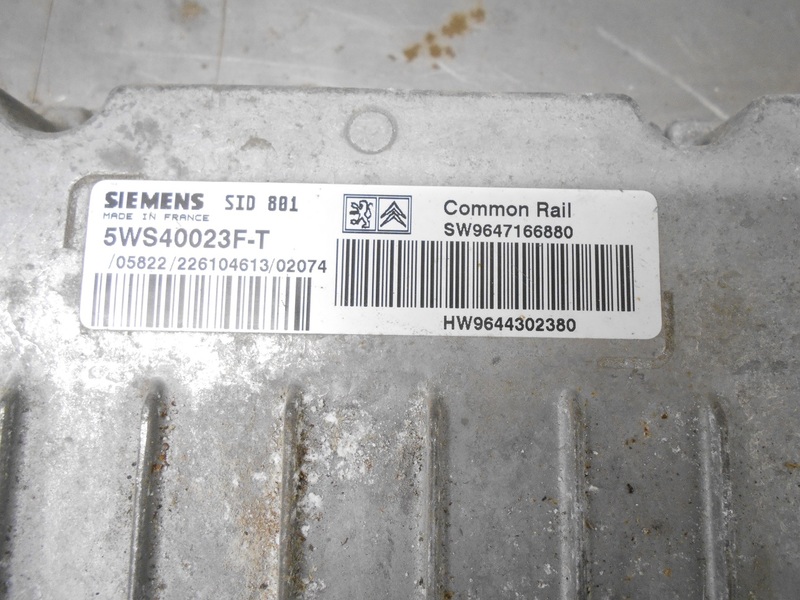 SIEMENS SID 801
MADE IN FRANCE
5WS40023F-T
/05822/226104613/02074
Common Rail
SW9647166880
HW9644302380